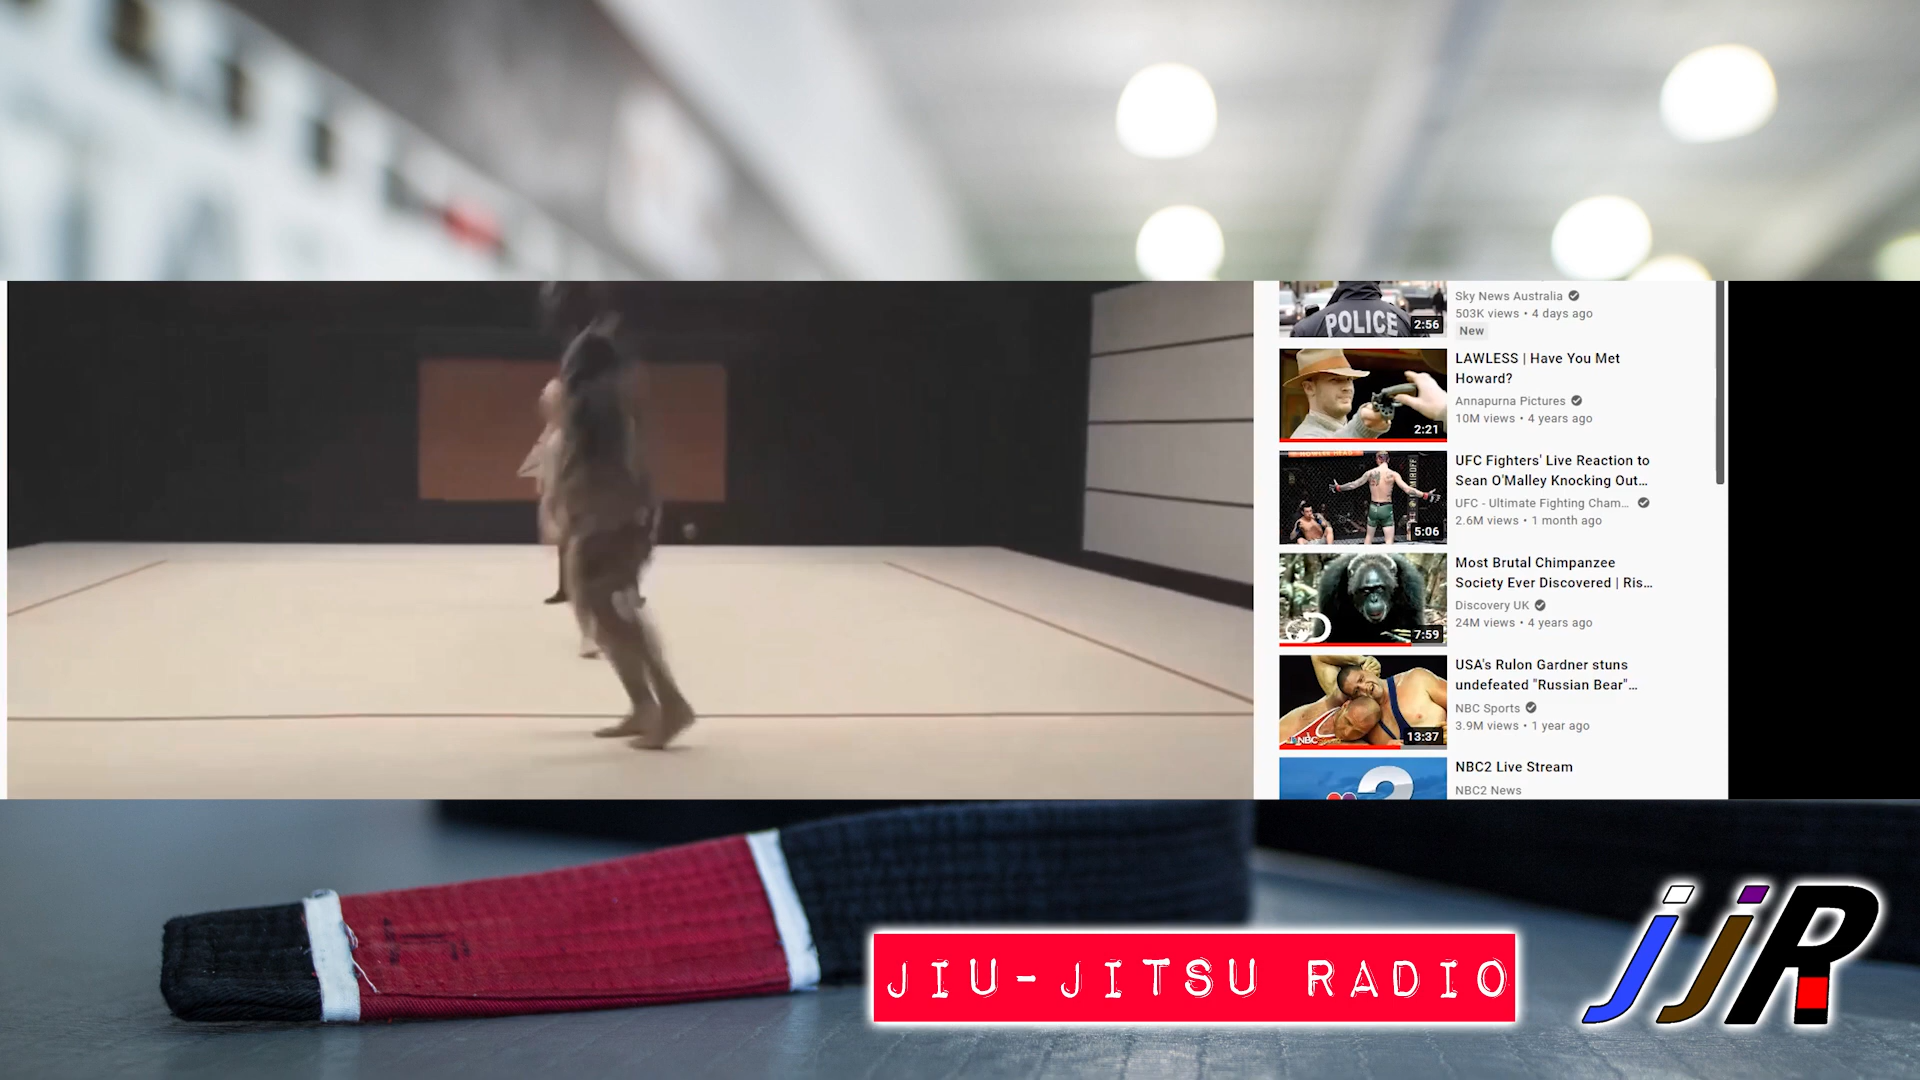 Sky News Australia
503K views • 4 days ago
New
POLICE
2:56
LAWLESS | Have You Met
Howard?
Annapurna Pictures
10M views • 4 years ago
2:21
UFC Fighters' Live Reaction to
Sean O'Malley Knocking Out...
UFC - Ultimate Fighting Cham...
2.6M views • 1 month ago
5:06
Most Brutal Chimpanzee
Society Ever Discovered | Ris...
Discovery UK
24M views • 4 years ago
7:59
USA's Rulon Gardner stuns
undefeated "Russian Bear"...
NBC Sports
3.9M views • 1 year ago
NBC
13:37
NBC2 Live Stream
NBC2 News
2
JIU-JITSU RADIO
jjR